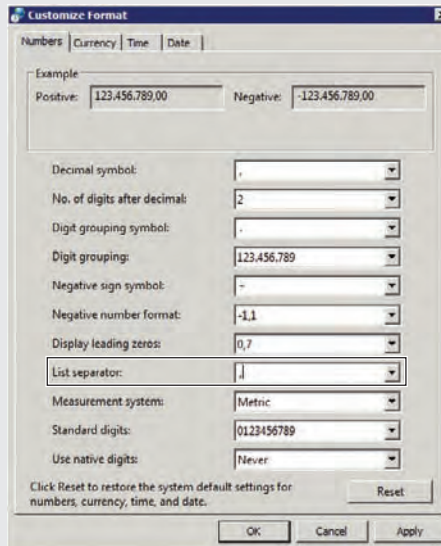 Customize Format
Numbers Currency Time Date
Example
Positive: 123.456.789,00 Negative: -123.456.789,00
Decimal symbol: ,
No. of digits after decimal: 2
Digit grouping symbol: .
Digit grouping: 123.456.789
Negative sign symbol: -
Negative number format: -1,1
Display leading zeros: 0,7
List separator:
Measurement system: Metric
Standard digits: 0123456789
Use native digits: Never
Click Reset to restore the system default settings for
numbers, currency, time, and date. Reset
OK Cancel Apply